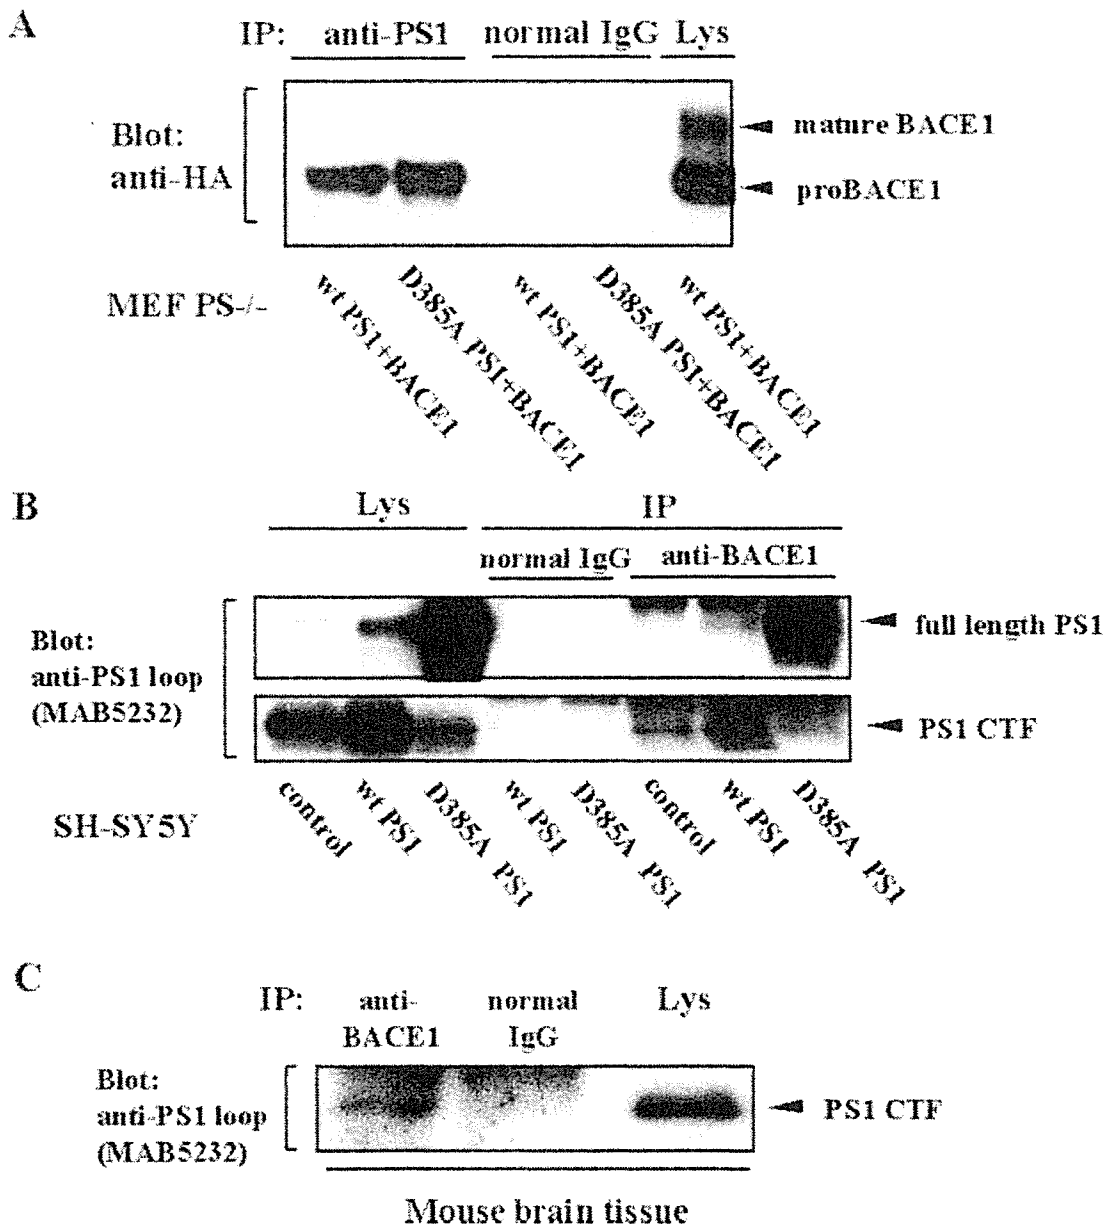 A
IP: anti-PS1 normal IgG Lys
Blot:
anti-HA
mature BACE1
proBACE1
MEF PS-/-
wt PS1+BACE1
D385A PS1+BACE1
wt PS1+BACE1
D385A PS1+BACE1
wt PS1+BACE1
B
Lys IP
normal IgG anti-BACE1
Blot:
anti-PS1 loop
(MAB5232)
full length PS1
PS1 CTF
SH-SY5Y
control
wt PS1
D385A PS1
wt PS1
D385A PS1
control
wt PS1
D385A PS1
C
IP: anti-
BACE1
normal
IgG
Lys
Blot:
anti-PS1 loop
(MAB5232)
PS1 CTF
Mouse brain tissue